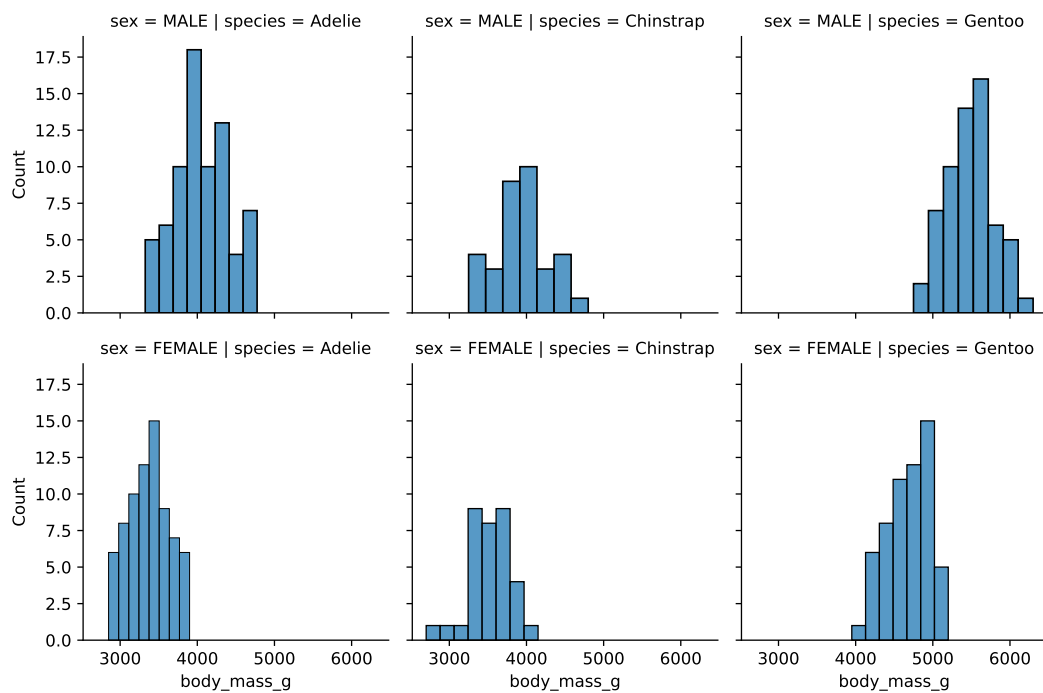 sex = MALE | species = Adelie
sex = MALE | species = Chinstrap
sex = MALE | species = Gentoo
17.5
15.0
12.5
10.0
7.5
5.0
2.5
0.0
Count
sex = FEMALE | species = Adelie
sex = FEMALE | species = Chinstrap
sex = FEMALE | species = Gentoo
17.5
15.0
12.5
10.0
7.5
5.0
2.5
0.0
Count
3000 4000 5000 6000
body_mass_g
3000 4000 5000 6000
body_mass_g
3000 4000 5000 6000
body_mass_g